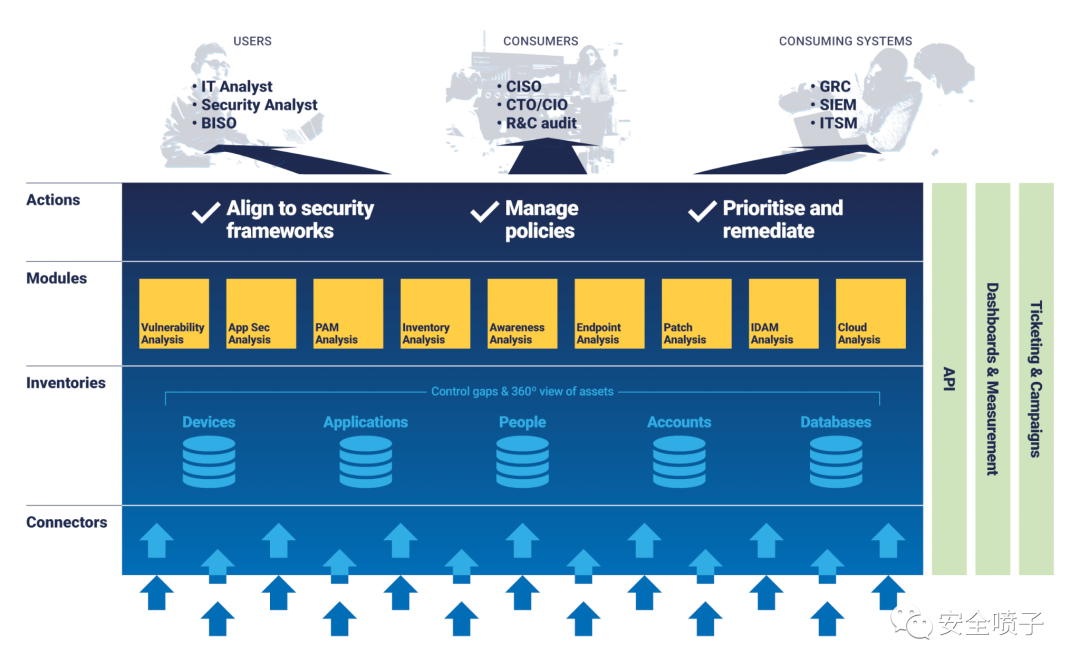 USERS
CONSUMERS
CONSUMING SYSTEMS
• IT Analyst
• Security Analyst
• BISO
• CISO
• CTO/CIO
• R&C audit
• GRC
• SIEM
• ITSM
Actions
Align to security
frameworks
Manage
policies
Prioritise and
remediate
Modules
Vulnerability
Analysis
App Sec
Analysis
PAM
Analysis
Inventory
Analysis
Awareness
Analysis
Endpoint
Analysis
Patch
Analysis
IDAM
Analysis
Cloud
Analysis
Inventories
Control gaps & 360º view of assets
Devices
Applications
People
Accounts
Databases
Connectors
API
Dashboards & Measurement
Ticketing & Campaigns
安全喷子